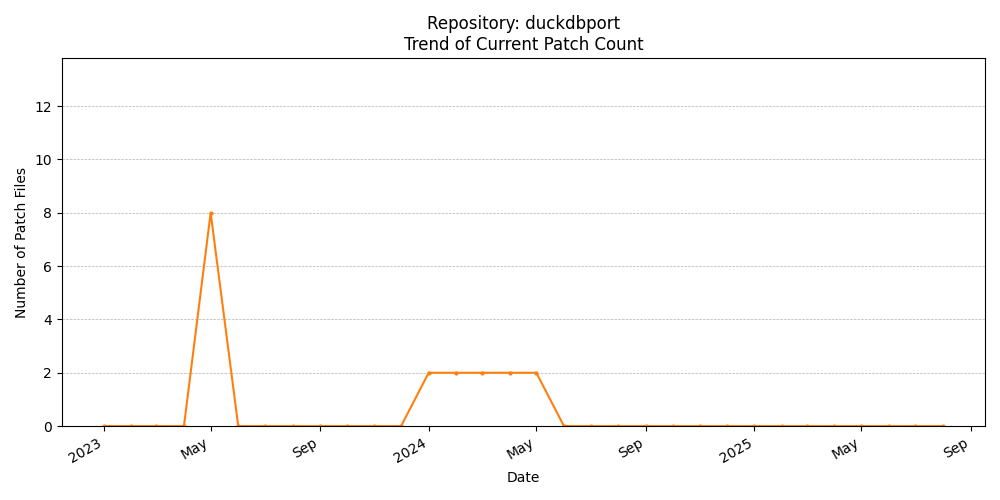 Repository: duckdbport
Trend of Current Patch Count
Number of Patch Files
12
10
8
6
4
2
0
2023
May
Sep
2024
May
Sep
2025
May
Sep
Date